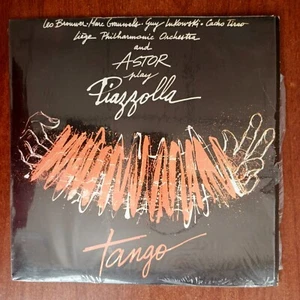 Leo Brouwer · Marc Grauwels · Guy Lukowski · Cacho Tirao
Liège Philharmonic Orchestra
and
ASTOR
play
Piazzolla
Tango